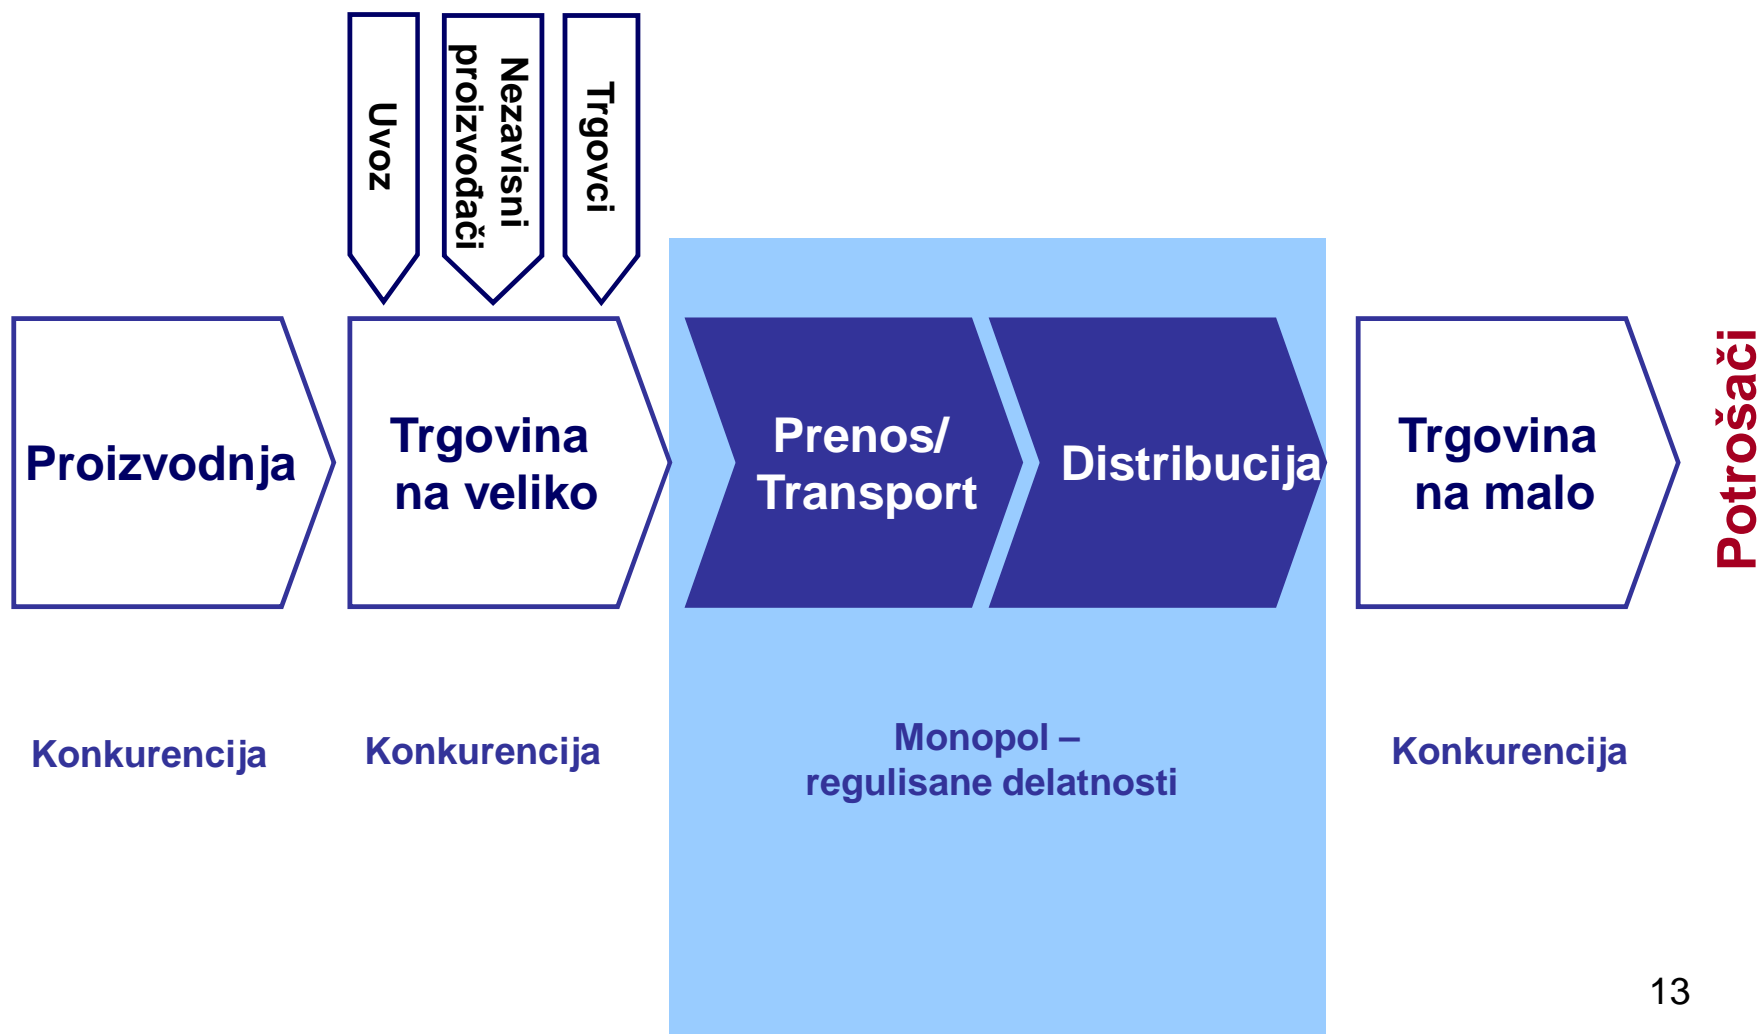 Uvoz
Nezavisni
proizvođači
Trgovci
Proizvodnja
Trgovina
na veliko
Prenos/
Transport
Distribucija
Trgovina
na malo
Potrošači
Konkurencija
Konkurencija
Monopol –
regulisane delatnosti
Konkurencija
13